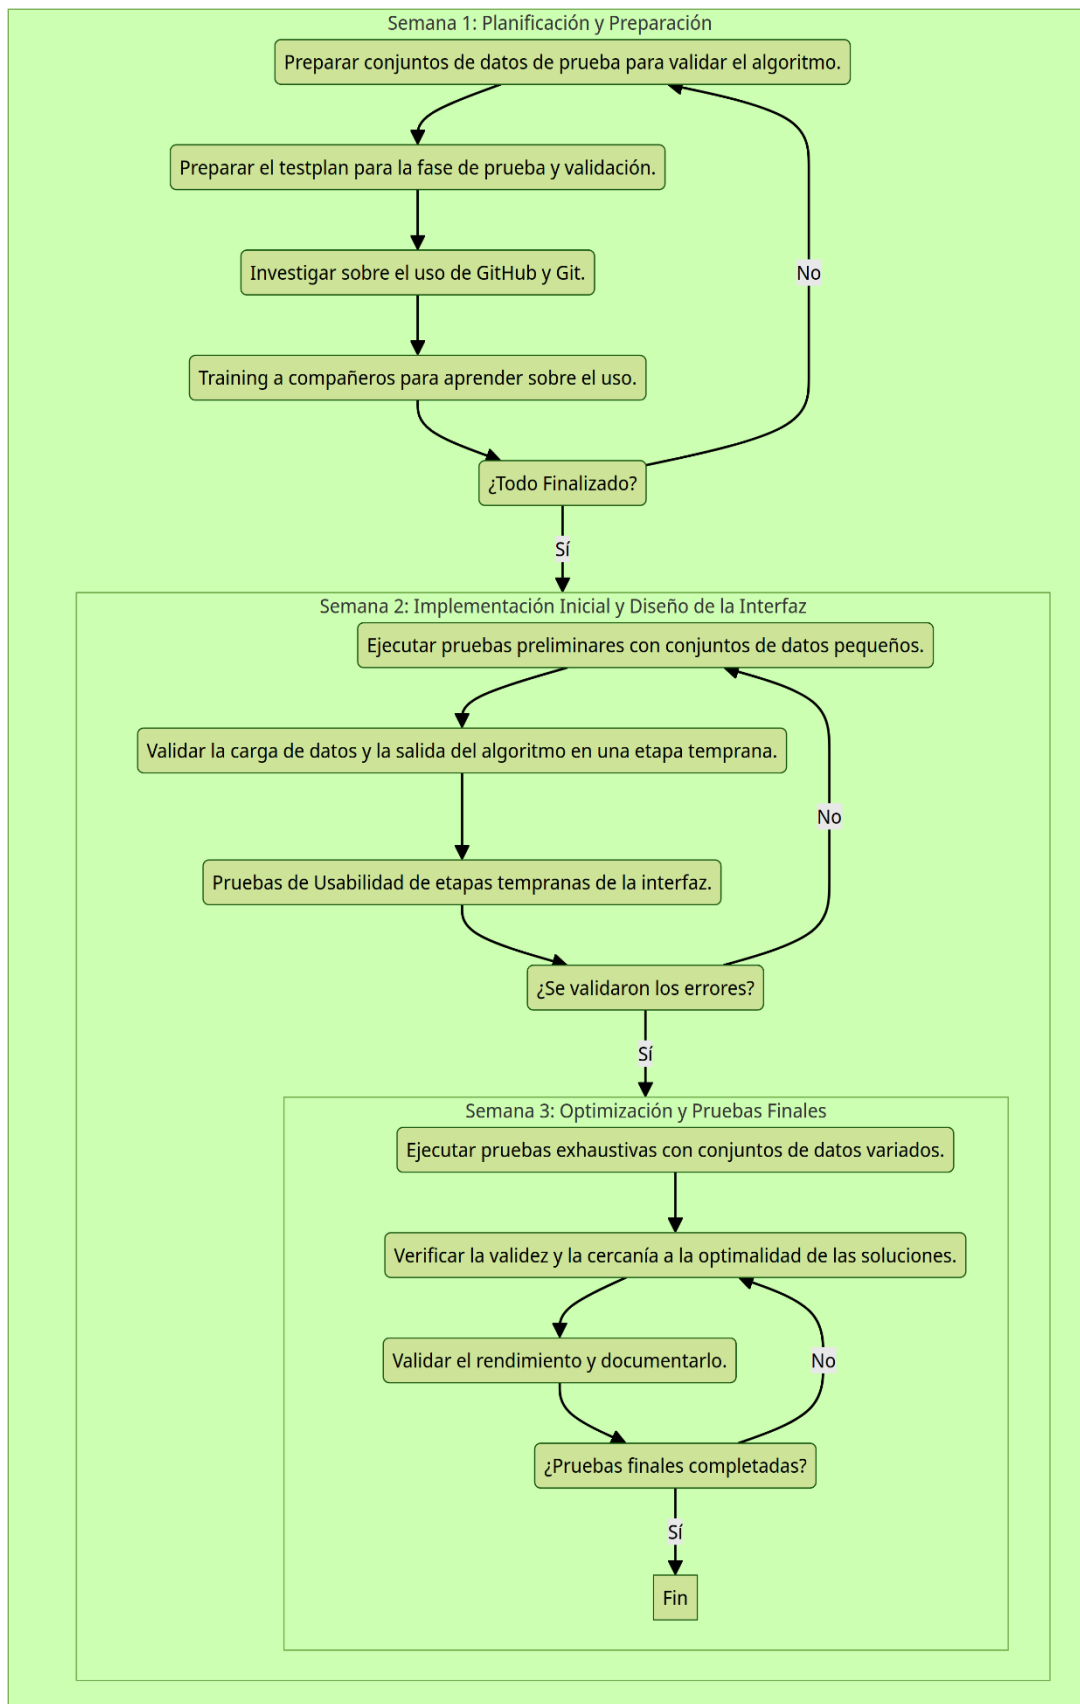 Semana 1: Planificación y Preparación
Preparar conjuntos de datos de prueba para validar el algoritmo.
Preparar el testplan para la fase de prueba y validación.
Investigar sobre el uso de GitHub y Git.
No
Training a compañeros para aprender sobre el uso.
¿Todo Finalizado?
Sí
Semana 2: Implementación Inicial y Diseño de la Interfaz
Ejecutar pruebas preliminares con conjuntos de datos pequeños.
Validar la carga de datos y la salida del algoritmo en una etapa temprana.
No
Pruebas de Usabilidad de etapas tempranas de la interfaz.
¿Se validaron los errores?
Sí
Semana 3: Optimización y Pruebas Finales
Ejecutar pruebas exhaustivas con conjuntos de datos variados.
Verificar la validez y la cercanía a la optimalidad de las soluciones.
Validar el rendimiento y documentarlo.
No
¿Pruebas finales completadas?
Sí
Fin